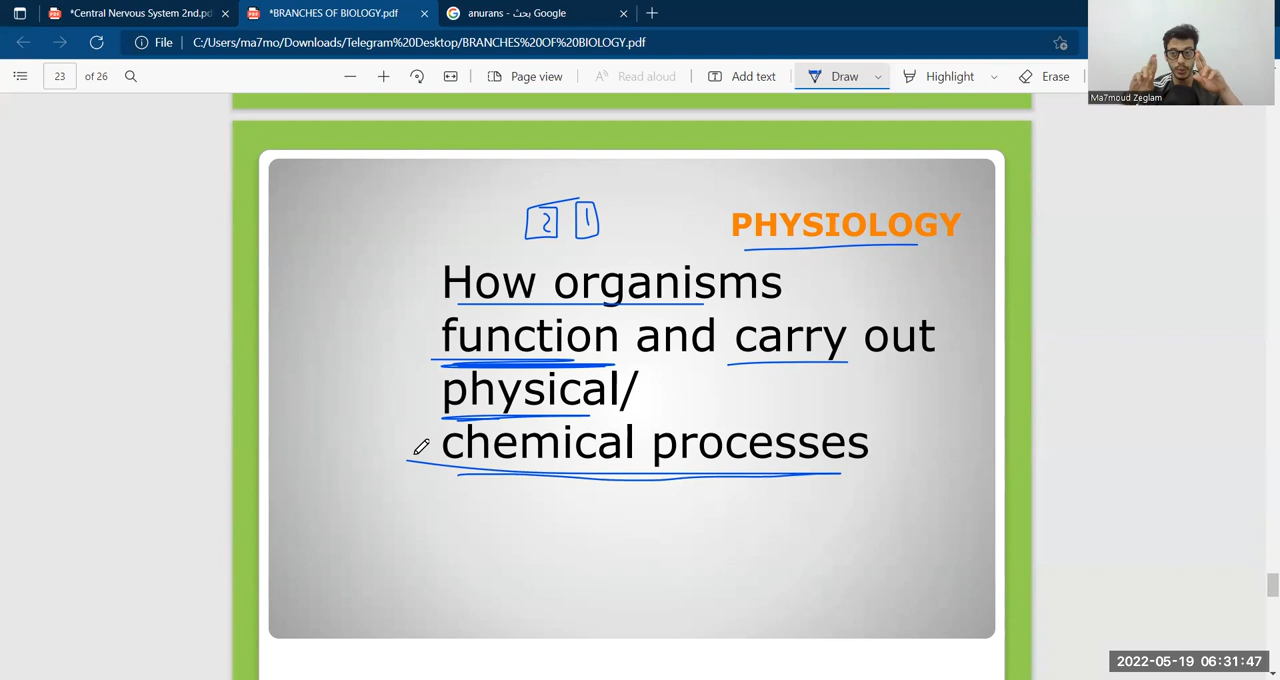 *Central Nervous System 2nd.pd
*BRANCHES OF BIOLOGY.pdf
anurans - بحث Google
File
C:/Users/ma7mo/Downloads/Telegram%20Desktop/BRANCHES%20OF%20BIOLOGY.pdf
23 of 26
Page view
Read aloud
Add text
Draw
Highlight
Erase
Ma7moud Zeglam
2 1
PHYSIOLOGY
How organisms
function and carry out
physical/
chemical processes
2022-05-19 06:31:47